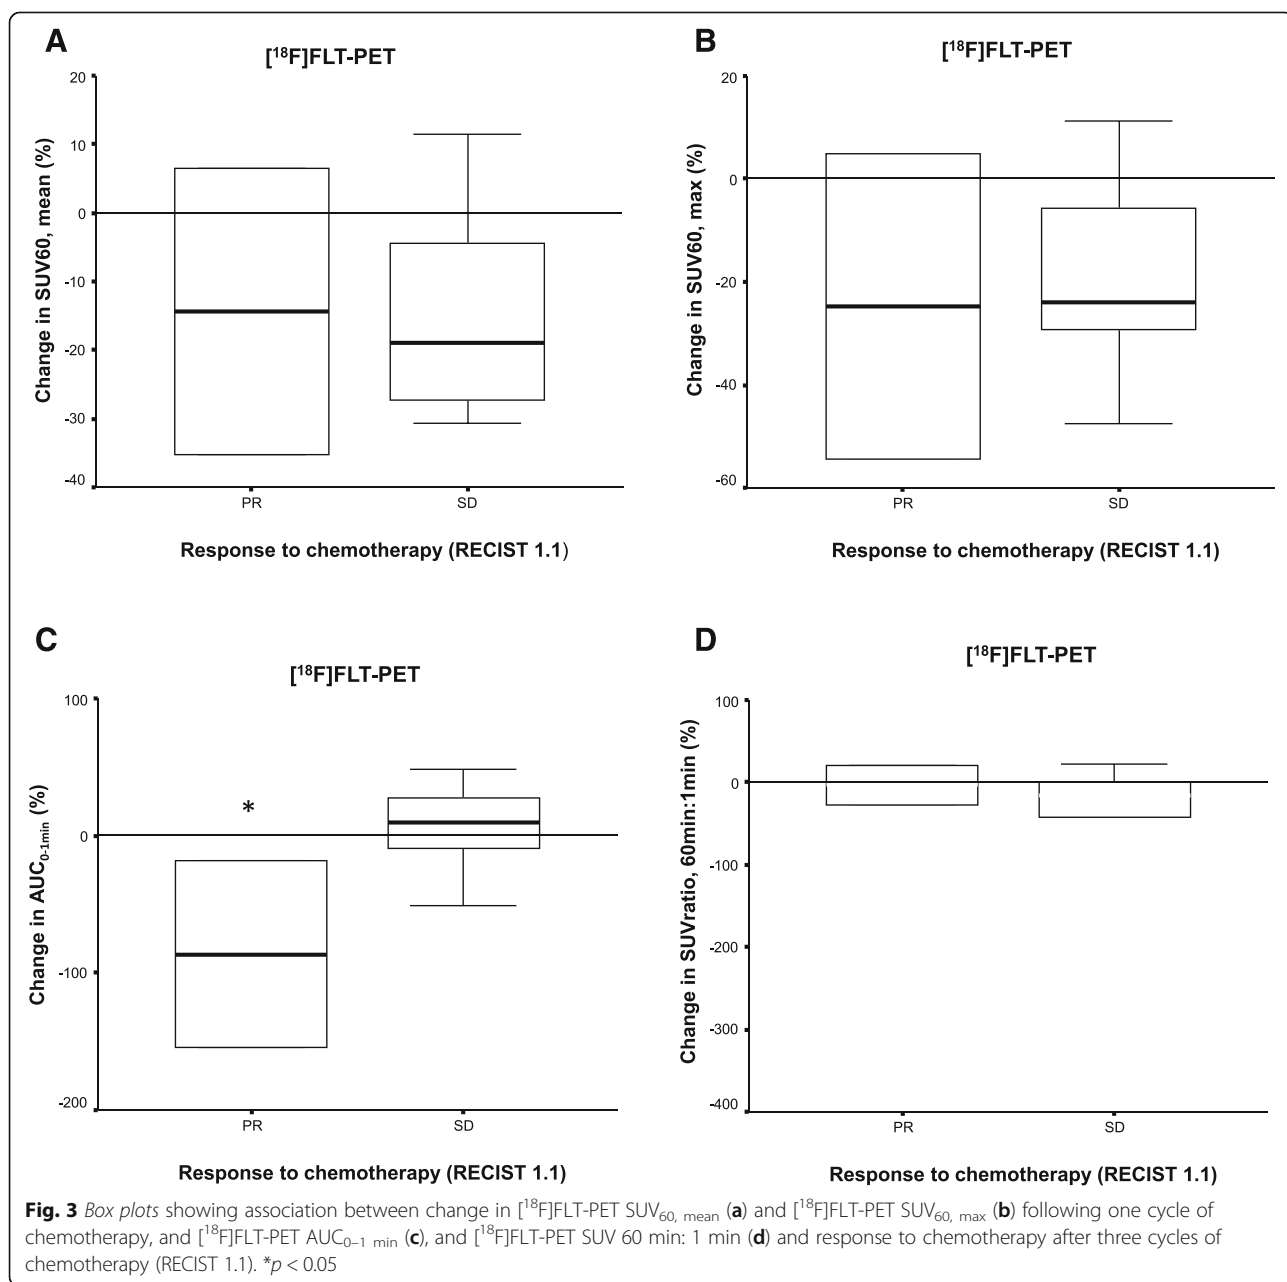 A
[18F]FLT-PET
Change in SUV60, mean (%)
20
10
0
-10
-20
-30
-40
PR
SD
Response to chemotherapy (RECIST 1.1)
B
[18F]FLT-PET
Change in SUV60, max (%)
20
0
-20
-40
-60
PR
SD
Response to chemotherapy (RECIST 1.1)
C
[18F]FLT-PET
Change in AUC0-1min (%)
100
0
-100
-200
*
PR
SD
Response to chemotherapy (RECIST 1.1)
D
[18F]FLT-PET
Change in SUVratio, 60min:1min (%)
100
0
-100
-200
-300
-400
PR
SD
Response to chemotherapy (RECIST 1.1)
Fig. 3 Box plots showing association between change in [18F]FLT-PET SUV60, mean (a) and [18F]FLT-PET SUV60, max (b) following one cycle of
chemotherapy, and [18F]FLT-PET AUC0–1 min (c), and [18F]FLT-PET SUV 60 min: 1 min (d) and response to chemotherapy after three cycles of
chemotherapy (RECIST 1.1). *p < 0.05